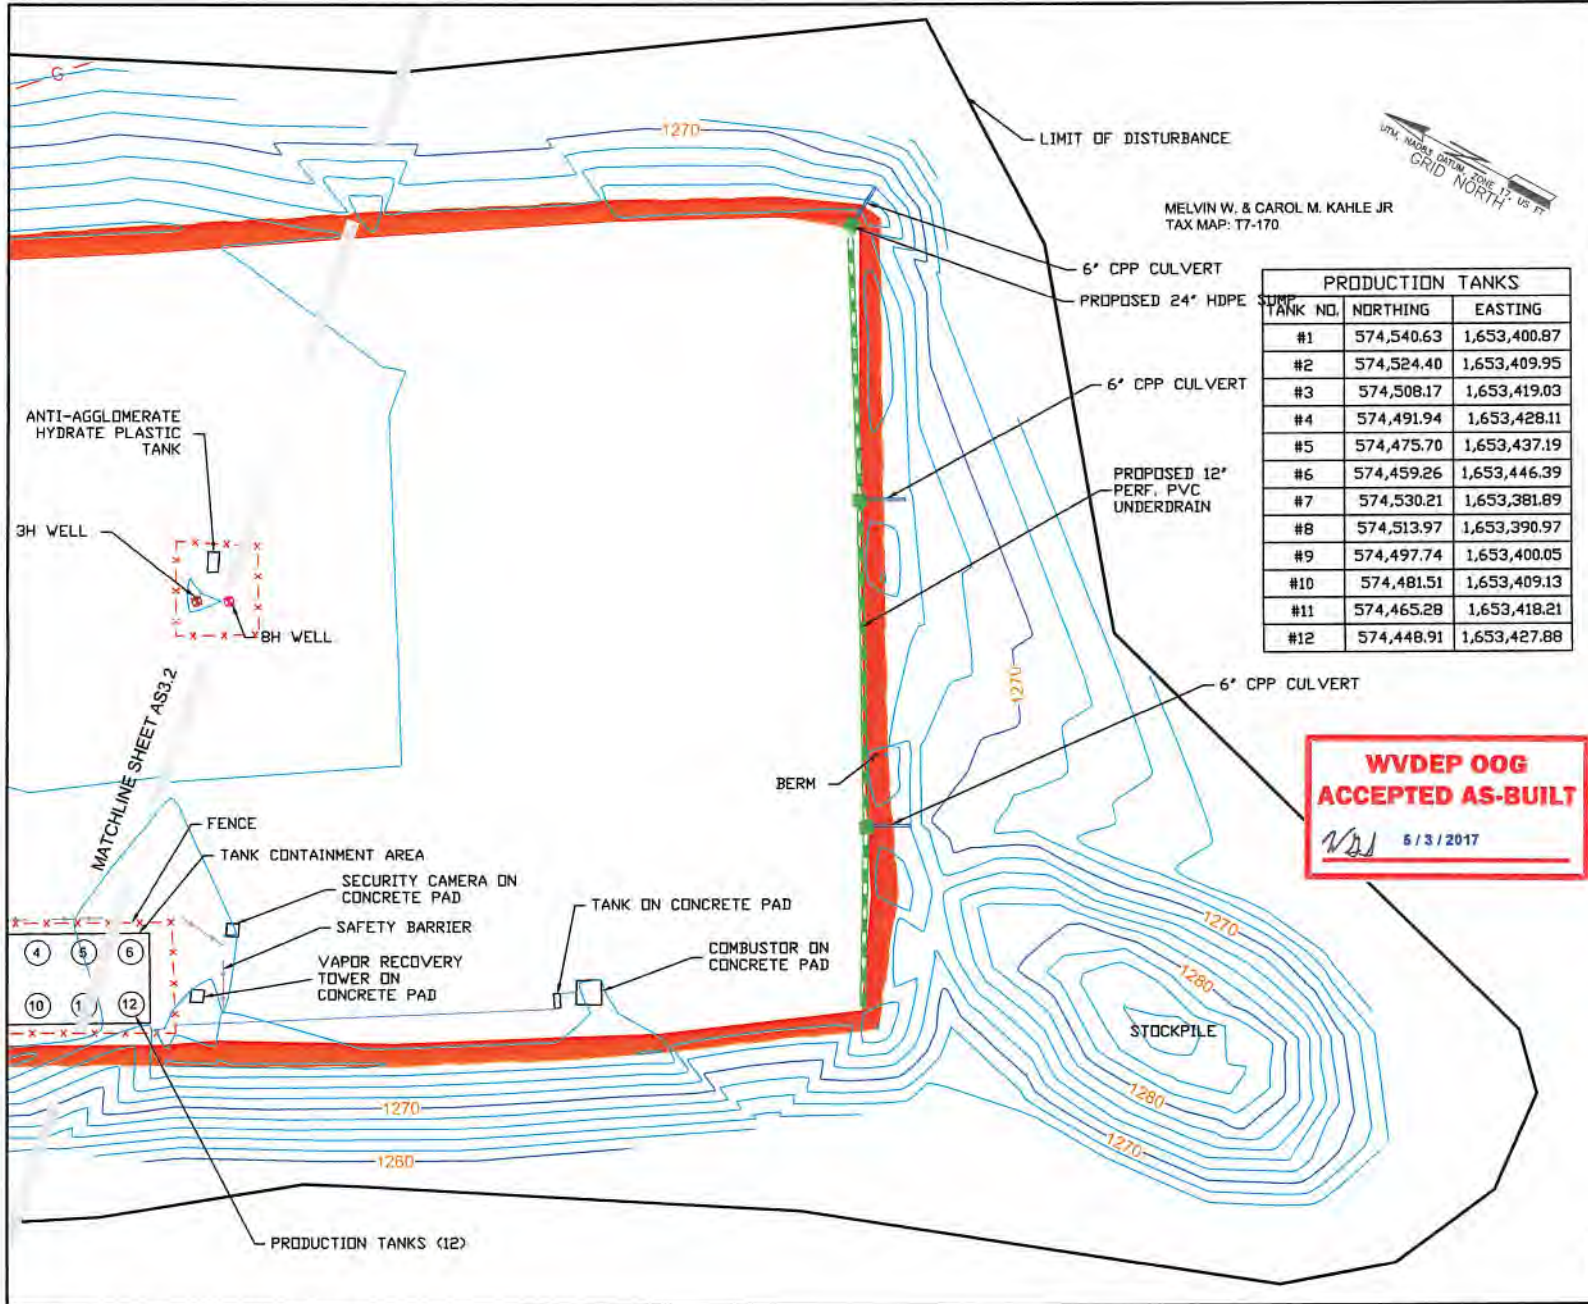 G
1270
LIMIT OF DISTURBANCE
UTM, NAD83 DATUM, ZONE 17, US FT
GRID NORTH
MELVIN W. & CAROL M. KAHLE JR
TAX MAP: T7-170
6" CPP CULVERT
PROPOSED 24" HDPE SUMP
PRODUCTION TANKS
TANK NO. NORTHING EASTING
#1 574,540.63 1,653,400.87
#2 574,524.40 1,653,409.95
#3 574,508.17 1,653,419.03
#4 574,491.94 1,653,428.11
#5 574,475.70 1,653,437.19
#6 574,459.26 1,653,446.39
#7 574,530.21 1,653,381.89
#8 574,513.97 1,653,390.97
#9 574,497.74 1,653,400.05
#10 574,481.51 1,653,409.13
#11 574,465.28 1,653,418.21
#12 574,448.91 1,653,427.88
6" CPP CULVERT
ANTI-AGGLOMERATE
HYDRATE PLASTIC
TANK
PROPOSED 12"
PERF. PVC
UNDERDRAIN
3H WELL
8H WELL
1270
6" CPP CULVERT
MATCHLINE SHEET AS3.2
BERM
WVDEP OOG
ACCEPTED AS-BUILT
5/3/2017
FENCE
TANK CONTAINMENT AREA
SECURITY CAMERA ON
CONCRETE PAD
SAFETY BARRIER
VAPOR RECOVERY
TOWER ON
CONCRETE PAD
TANK ON CONCRETE PAD
COMBUSTOR ON
CONCRETE PAD
4 5 6
10 12
1270
1280
STOCKPILE
1280
1270
1270
1260
PRODUCTION TANKS (12)